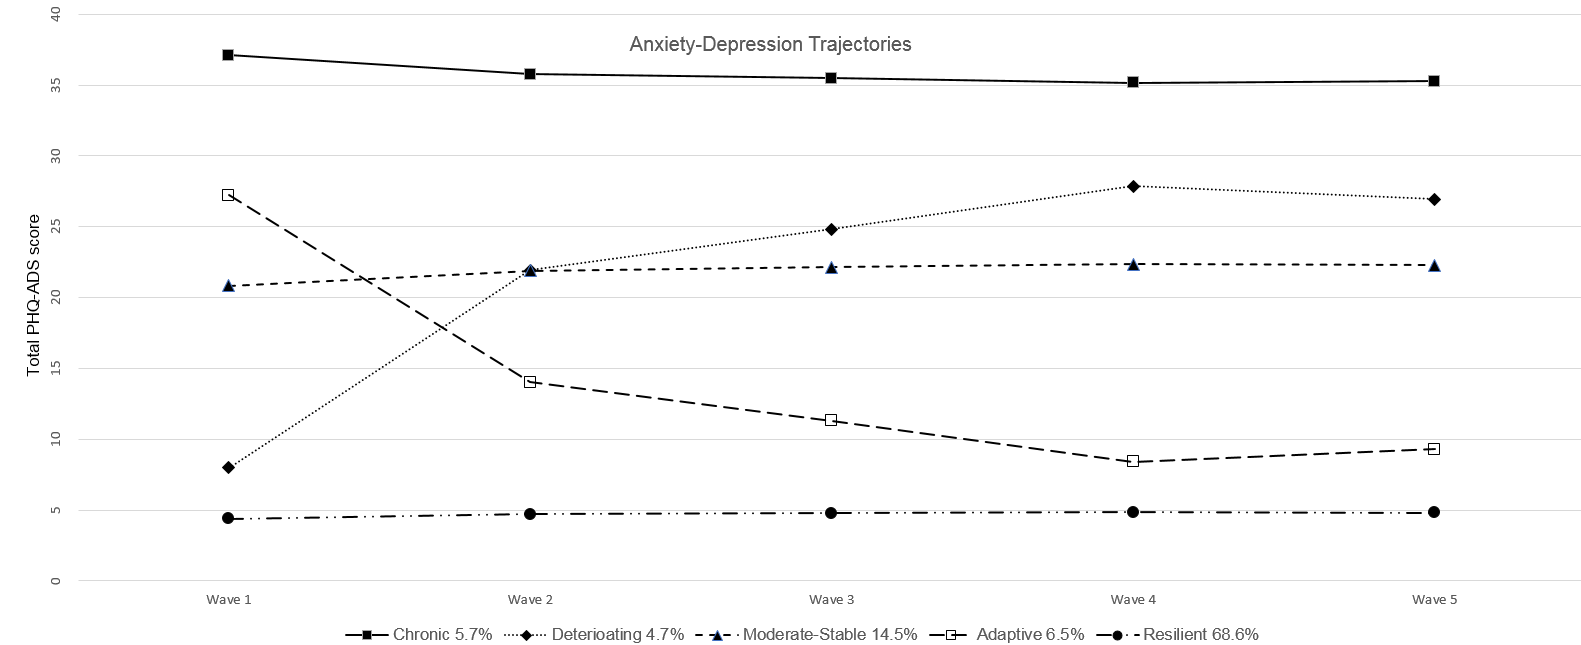 Anxiety-Depression Trajectories
Total PHQ-ADS score
40
35
30
25
20
15
10
5
0
Wave 1 Wave 2 Wave 3 Wave 4 Wave 5
Chronic 5.7% Deterioating 4.7% Moderate-Stable 14.5% Adaptive 6.5% Resilient 68.6%